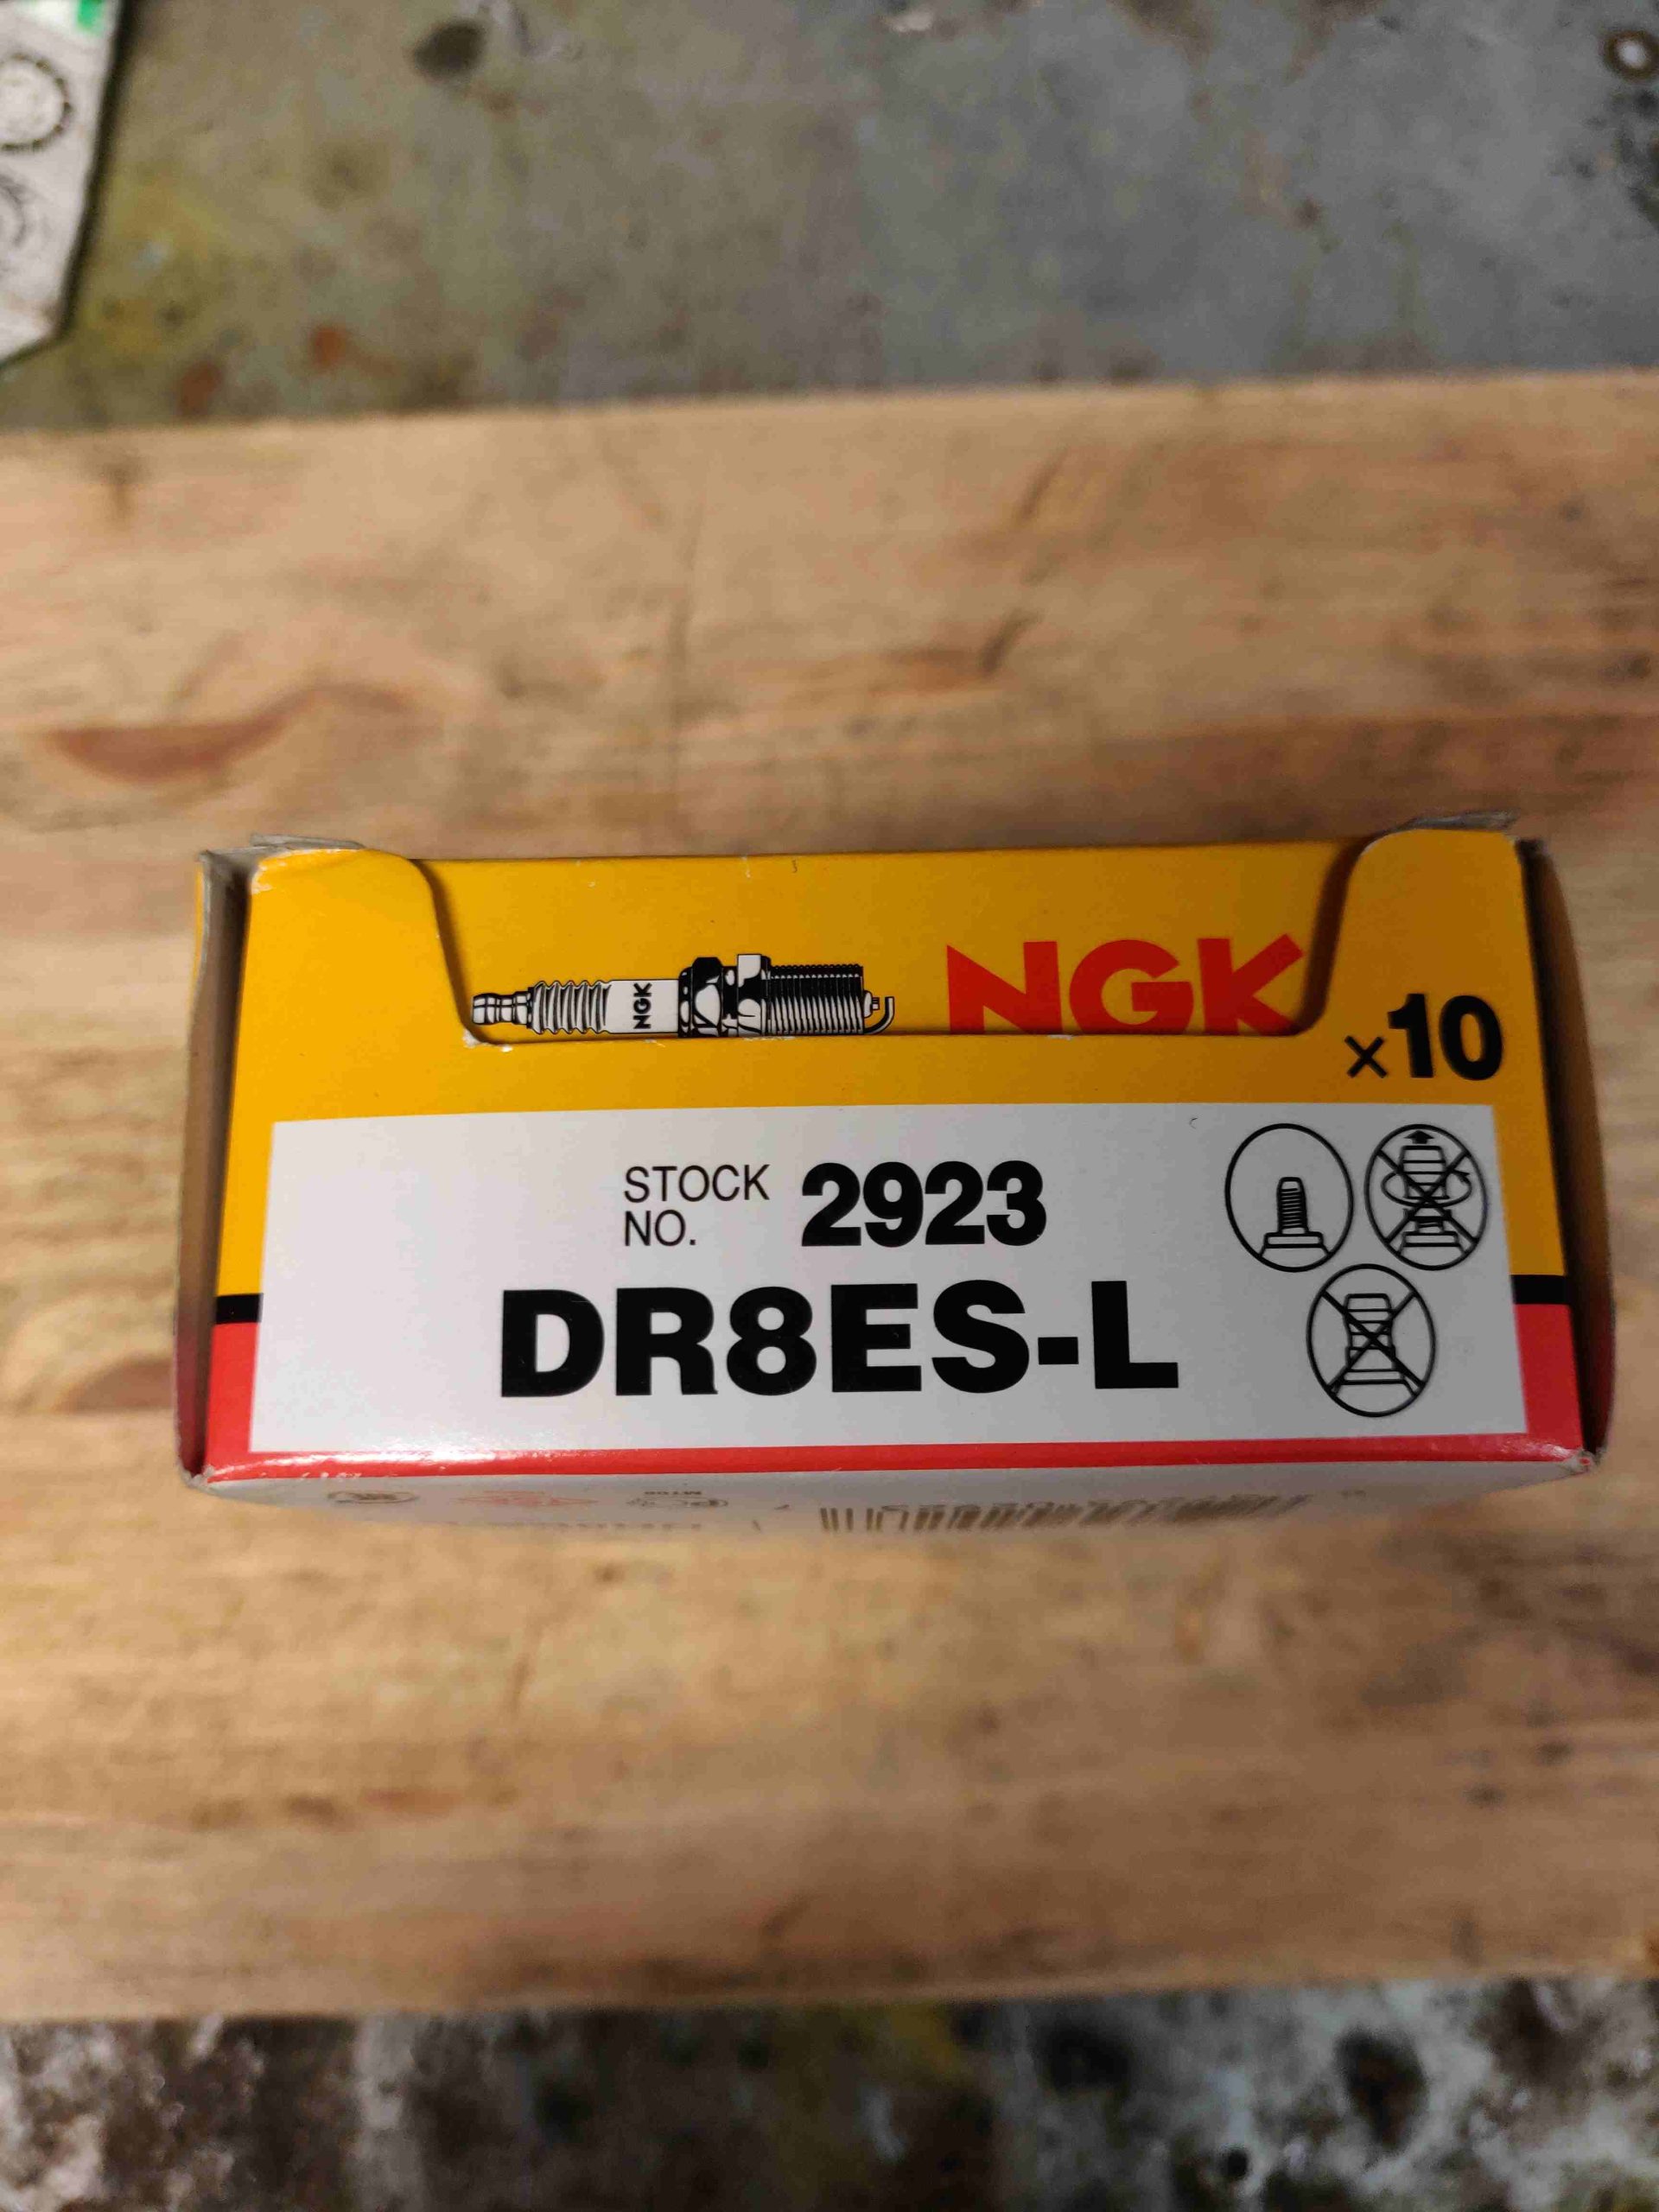 NGK
NGK
×10
STOCK
NO. 2923
DR8ES-L